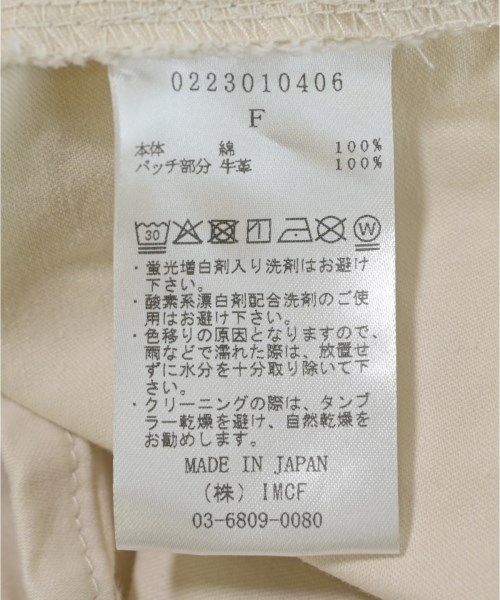 0223010406
F
本体 綿 100%
パッチ部分 牛革 100%
30 W
・蛍光増白剤入り洗剤はお避け
下さい。
・酸素系漂白剤配合洗剤のご使
用はお避け下さい。
・色移りの原因となりますので、
雨などで濡れた際は、放置せ
ずに水分を十分取り除いて下
さい。
・クリーニングの際は、タンブ
ラー乾燥を避け、自然乾燥を
お勧めします。
MADE IN JAPAN
(株) IMCF
03-6809-0080